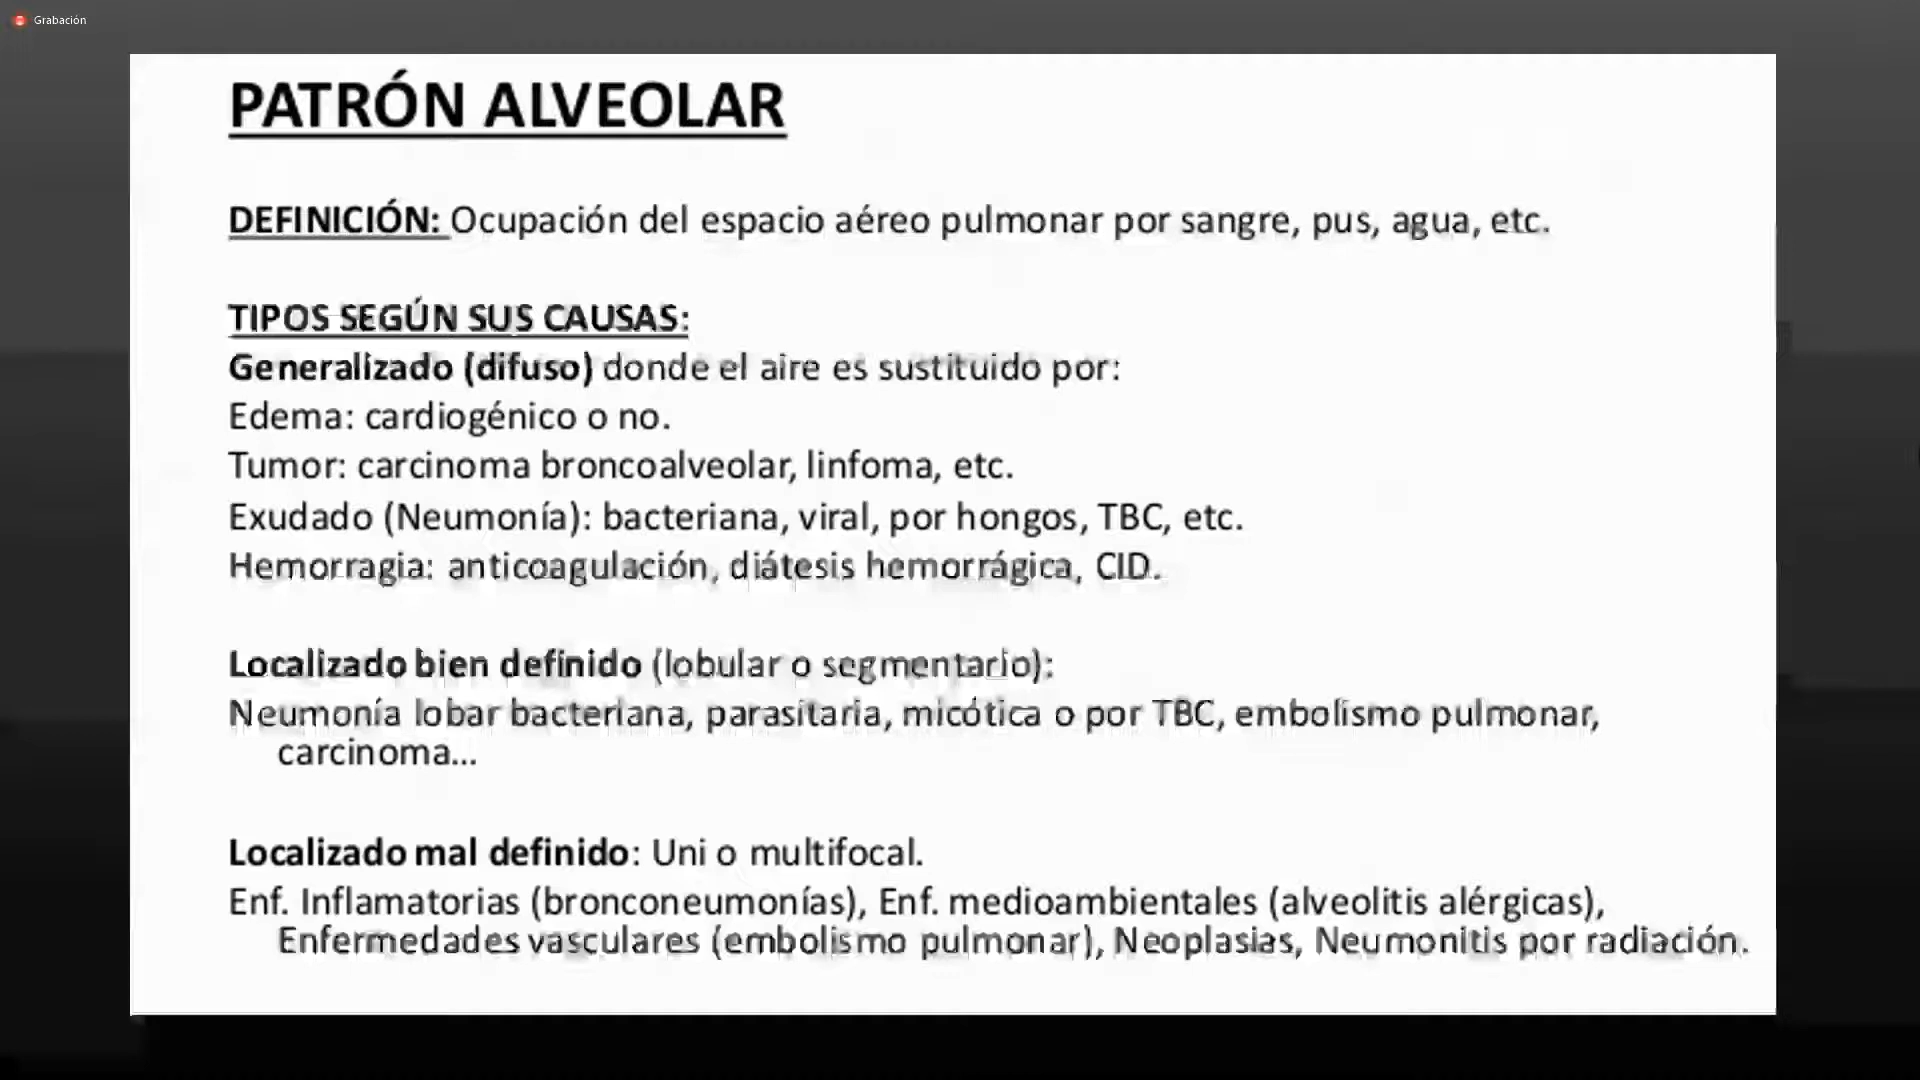 Grabación
PATRÓN ALVEOLAR
DEFINICIÓN: Ocupación del espacio aéreo pulmonar por sangre, pus, agua, etc.
TIPOS SEGÚN SUS CAUSAS:
Generalizado (difuso) donde el aire es sustituido por:
Edema: cardiogénico o no.
Tumor: carcinoma broncoalveolar, linfoma, etc.
Exudado (Neumonía): bacteriana, viral, por hongos, TBC, etc.
Hemorragia: anticoagulación, diátesis hemorrágica, CID.
Localizado bien definido (lobular o segmentario):
Neumonía lobar bacteriana, parasitaria, micótica o por TBC, embolismo pulmonar,
carcinoma...
Localizado mal definido: Uni o multifocal.
Enf. Inflamatorias (bronconeumonías), Enf. medioambientales (alveolitis alérgicas),
Enfermedades vasculares (embolismo pulmonar), Neoplasias, Neumonitis por radiación.